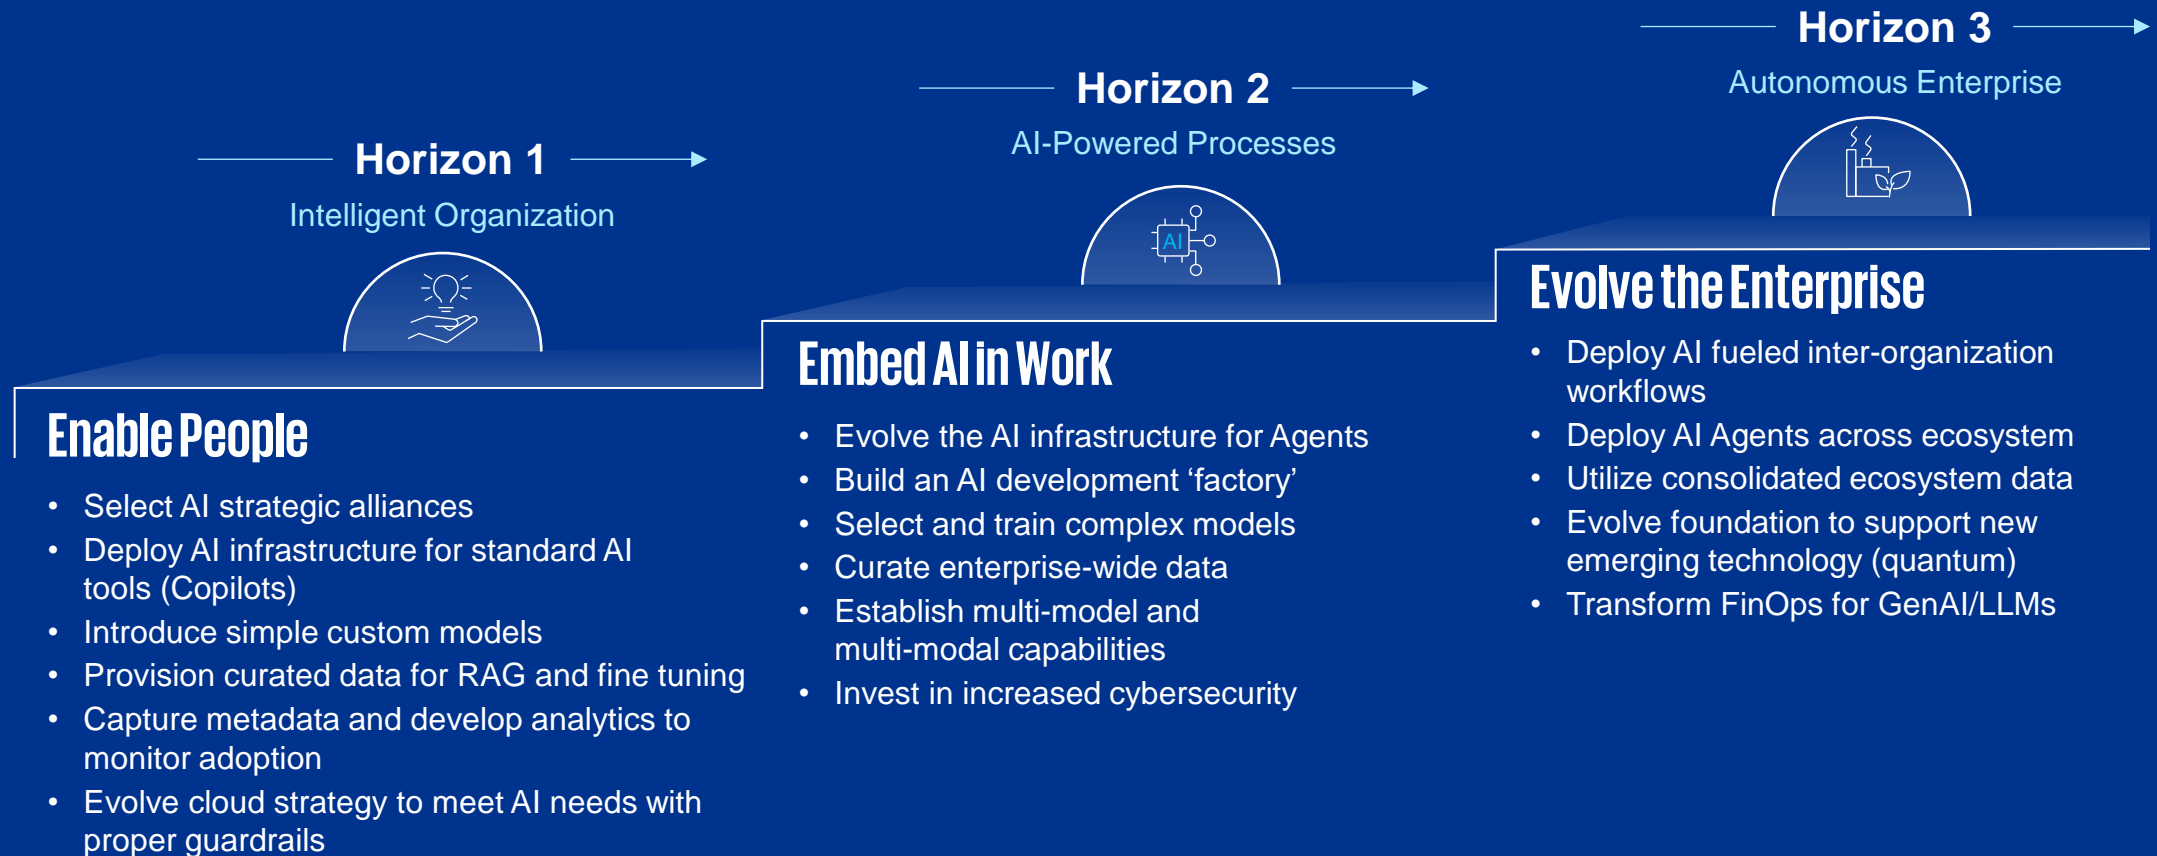 Horizon 1
Intelligent Organization
Enable People
• Select AI strategic alliances
• Deploy AI infrastructure for standard AI
tools (Copilots)
• Introduce simple custom models
• Provision curated data for RAG and fine tuning
• Capture metadata and develop analytics to
monitor adoption
• Evolve cloud strategy to meet AI needs with
proper guardrails
Horizon 2
AI-Powered Processes
AI
Embed AI in Work
• Evolve the AI infrastructure for Agents
• Build an AI development ‘factory’
• Select and train complex models
• Curate enterprise-wide data
• Establish multi-model and
multi-modal capabilities
• Invest in increased cybersecurity
Horizon 3
Autonomous Enterprise
Evolve the Enterprise
• Deploy AI fueled inter-organization
workflows
• Deploy AI Agents across ecosystem
• Utilize consolidated ecosystem data
• Evolve foundation to support new
emerging technology (quantum)
• Transform FinOps for GenAI/LLMs